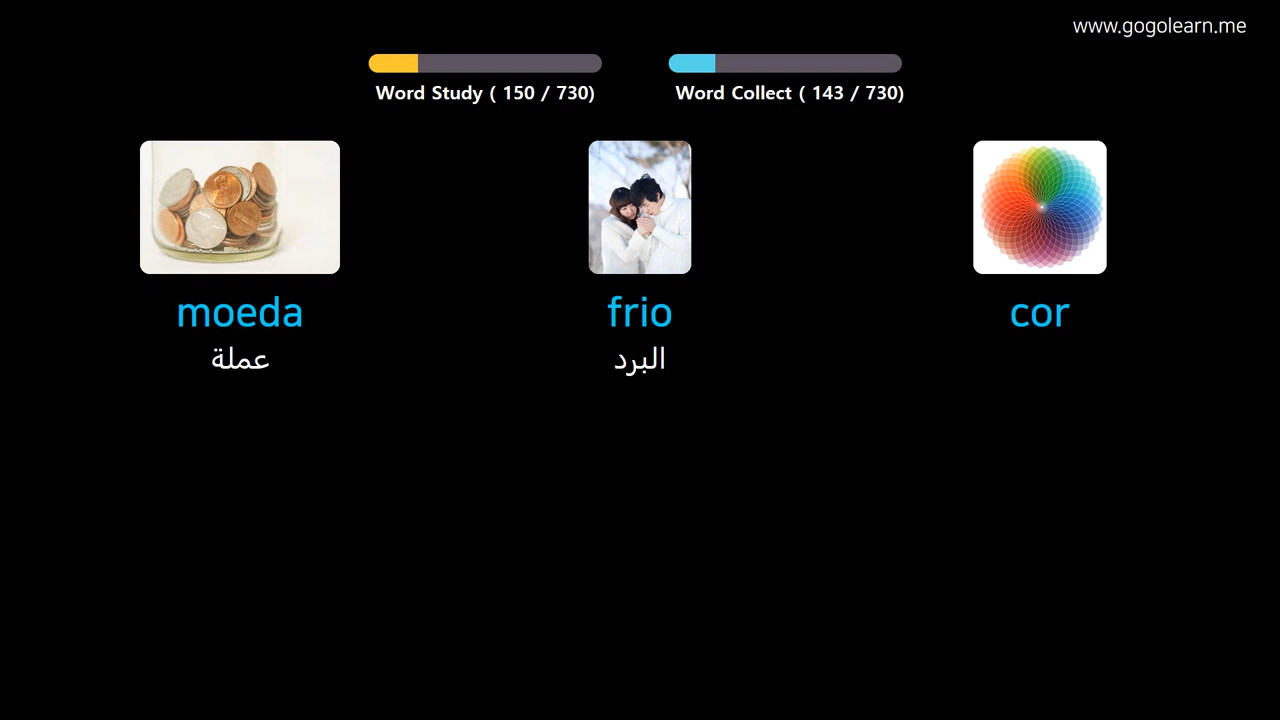 www.gogolearn.me
Word Study ( 150 / 730)
Word Collect ( 143 / 730)
moeda
frio
cor
عملة
البرد